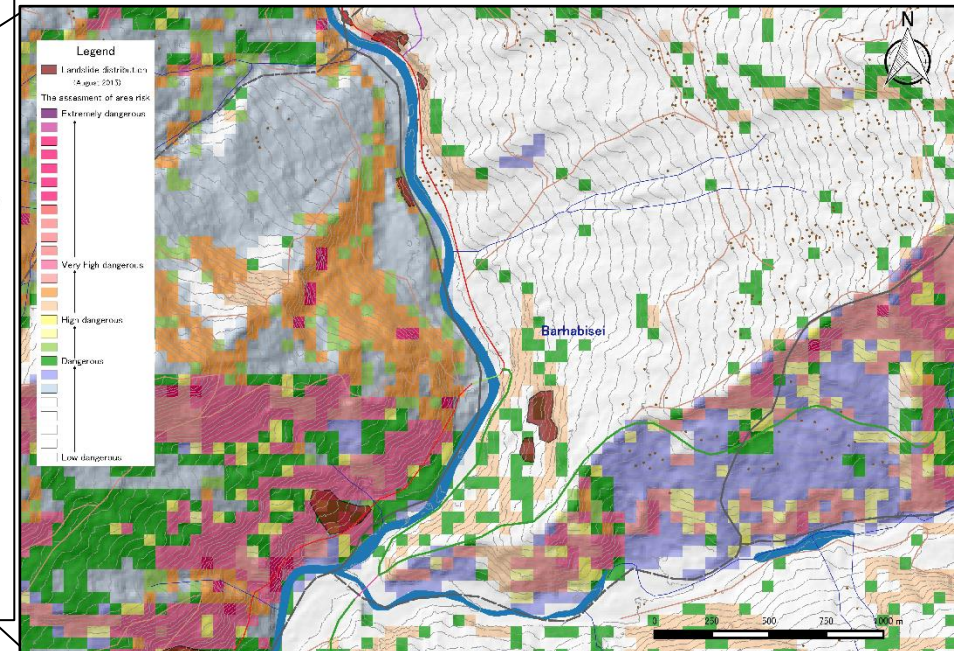 N
Legend
Landslide distribution
(August 2015)
The assesment of area risk
Extremely dangerous
Very High dangerous
High dangerous
Dangerous
Low dangerous
Barhabisei
0 250 500 750 1000 m